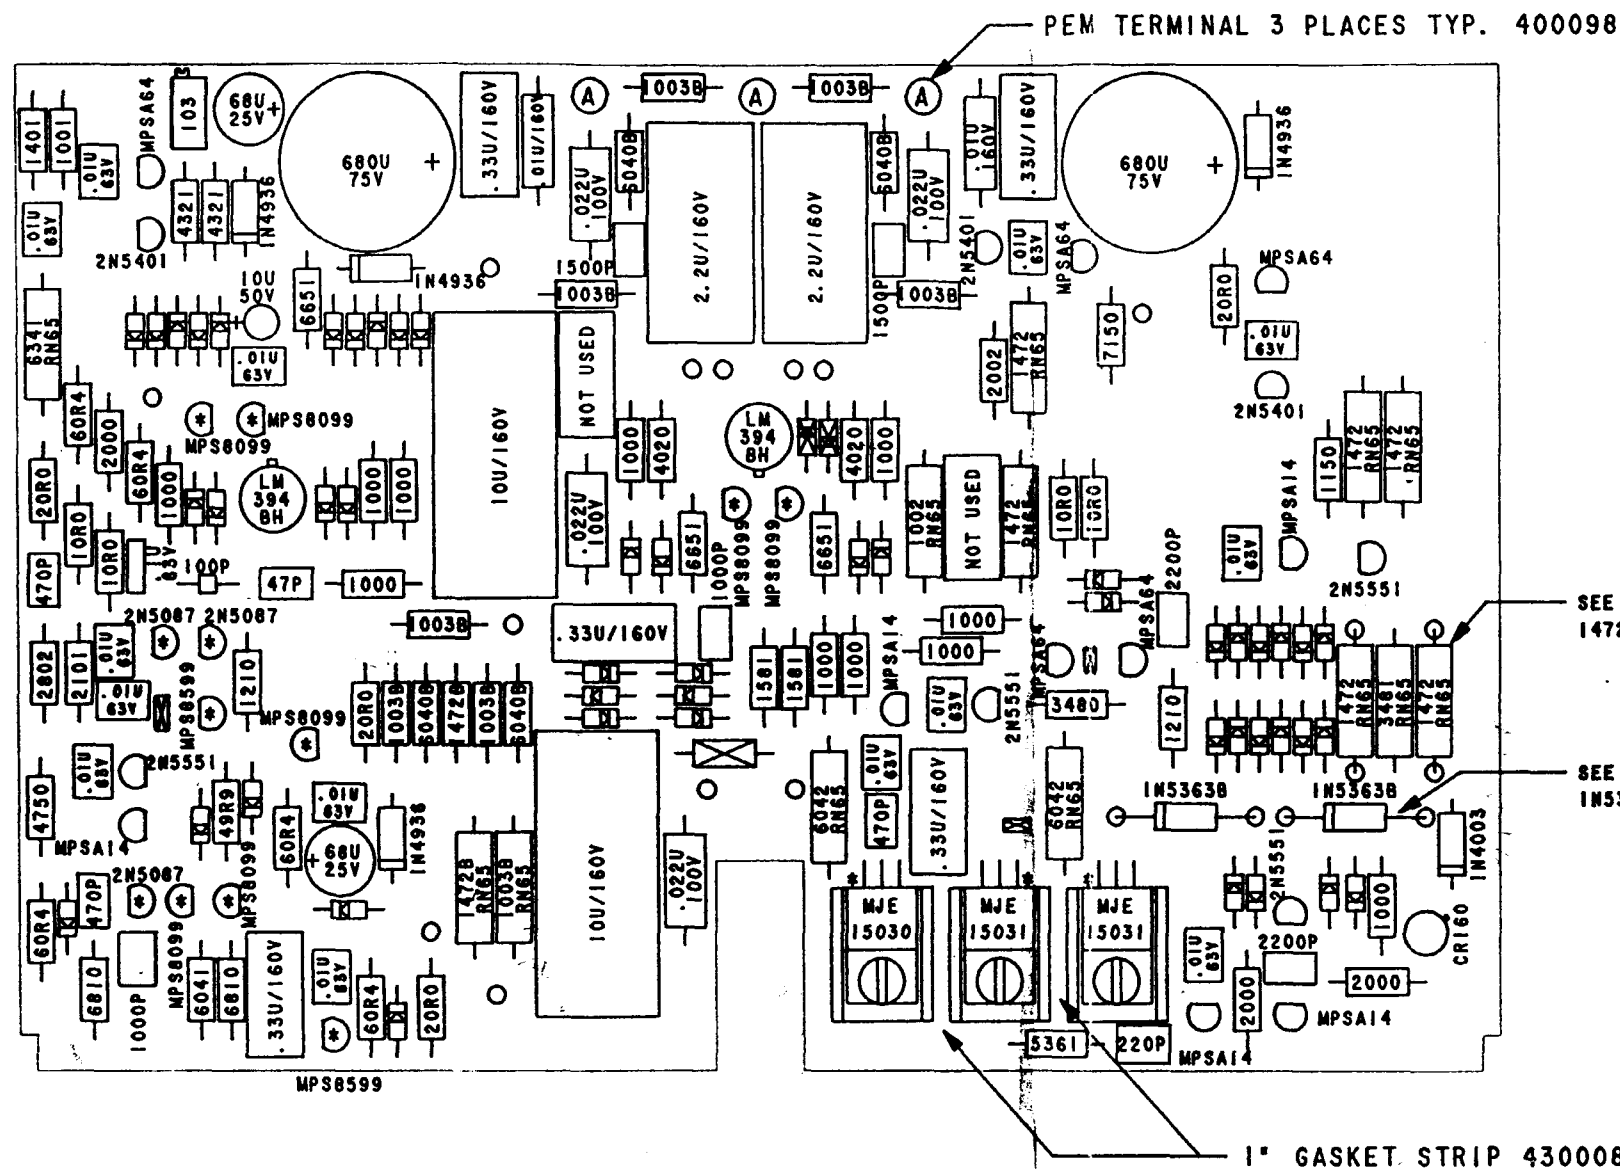 PEM TERMINAL 3 PLACES TYP. 400098
1401
1001
.01U
63V
MPSA64
103
68U
25V
+
680U
75V
+
.33U/160V
.01U/160V
A
1003B
A
1003B
A
.01U
160V
.33U/160V
680U
75V
+
1N4936
.01U
63V
2N5401
4321
4321
1N4936
.022U
100V
6040B
2.2U/160V
2.2U/160V
6040B
.022U
100V
2N5401
.01U
63V
MPSA64
MPSA64
20R0
.01U
63V
2N5401
6341
RN65
10U
50V
+
.01U
63V
6651
1N4936
1500P
1003B
1500P
1003B
2002
1472
RN65
7150
NOT USED
60R4
2000
60R4
MPS8099
*
*
MPS8099
10U/160V
1000
4020
LM
394
BH
4020
1000
1150
1472
RN65
1472
RN65
20R0
1000
LM
394
BH
1000
1000
.022U
100V
*
*
1002
RN65
NOT USED
1472
RN65
10R0
10R0
MPSA14
10R0
10R0
63V
6651
1000P
MPS8099
MPS8099
6651
2200P
.01U
63V
2N5551
470P
100P
47P
1000
MPSA64
2N5087
2N5087
*
*
1003B
.33U/160V
1000
1000
SEE
2802
2101
.01U
63V
.01U
63V
MPS8599
*
1210
MPS8099
*
20R0
1003B
6040B
1472B
1003B
6040B
1581
1581
1000
1000
MPSA14
.01U
63V
2N5551
MPSA64
3480
1210
1472
RN65
3481
RN65
1472
RN65
2N5551
.01U
63V
4750
MPSA14
49R9
60R4
.01U
63V
+
68U
25V
1N4936
6042
RN65
.01U
63V
470P
.33U/160V
6042
RN65
1N5363B
1N5363B
SEE
1N4003
2N5087
*
*
*
MPS8099
1472B
RN65
1003B
RN65
10U/160V
.022U
100V
*
MJE
15030
*
MJE
15031
MJE
15031
2N5551
1000
CR160
60R4
470P
6810
1000P
MPS8099
6041
6810
.33U/160V
.01U
63V
*
60R4
20R0
.01U
63V
2200P
2000
2000
MPSA14
MPS8599
5361
220P
MPSA14
1" GASKET STRIP 430008